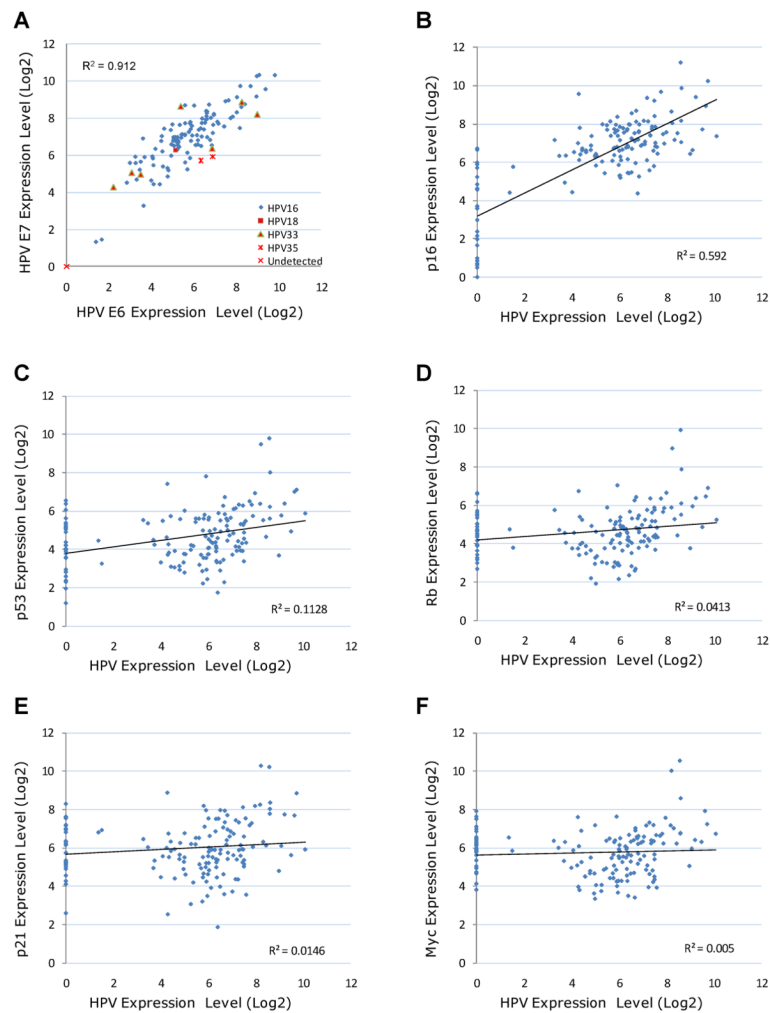 A
HPV E7 Expression Level (Log2)
12
10
8
6
4
2
0
R² = 0.912
HPV16
HPV18
HPV33
HPV35
Undetected
0 2 4 6 8 10 12
HPV E6 Expression Level (Log2)
B
p16 Expression Level (Log2)
12
10
8
6
4
2
0
R² = 0.592
0 2 4 6 8 10 12
HPV Expression Level (Log2)
C
p53 Expression Level (Log2)
12
10
8
6
4
2
0
R² = 0.1128
0 2 4 6 8 10 12
HPV Expression Level (Log2)
D
Rb Expression Level (Log2)
12
10
8
6
4
2
0
R² = 0.0413
0 2 4 6 8 10 12
HPV Expression Level (Log2)
E
p21 Expression Level (Log2)
12
10
8
6
4
2
0
R² = 0.0146
0 2 4 6 8 10 12
HPV Expression Level (Log2)
F
Myc Expression Level (Log2)
12
10
8
6
4
2
0
R² = 0.005
0 2 4 6 8 10 12
HPV Expression Level (Log2)